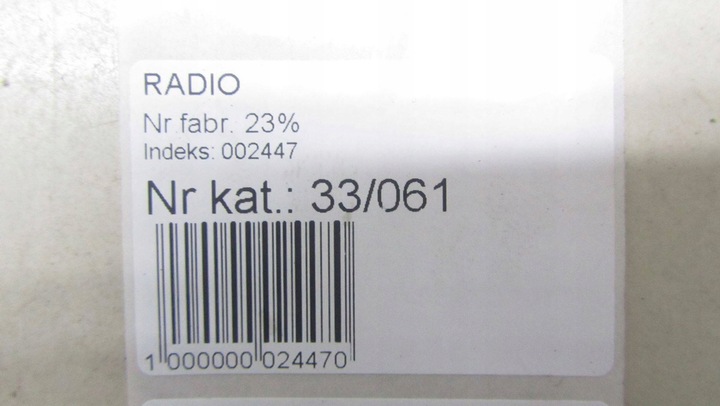 RADIO
Nr fabr. 23%
Indeks: 002447
Nr kat.: 33/061
1 000000 024470